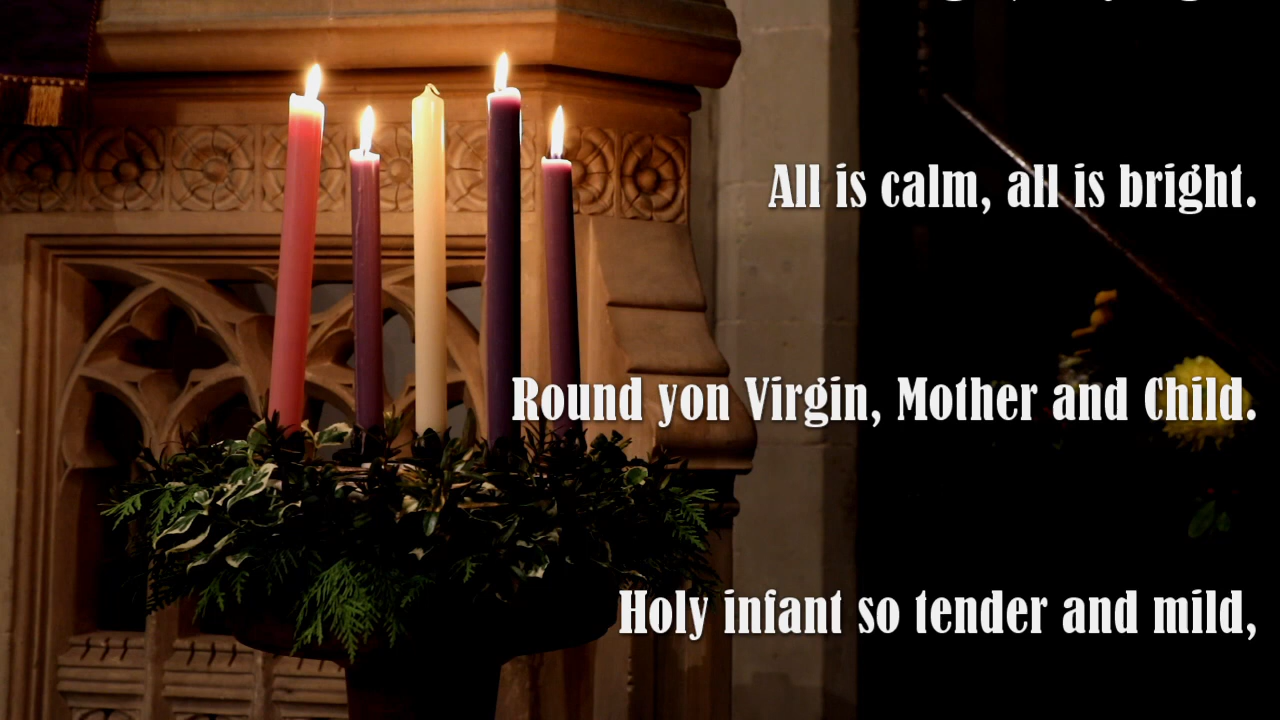 All is calm, all is bright.
Round yon Virgin, Mother and Child.
Holy infant so tender and mild,